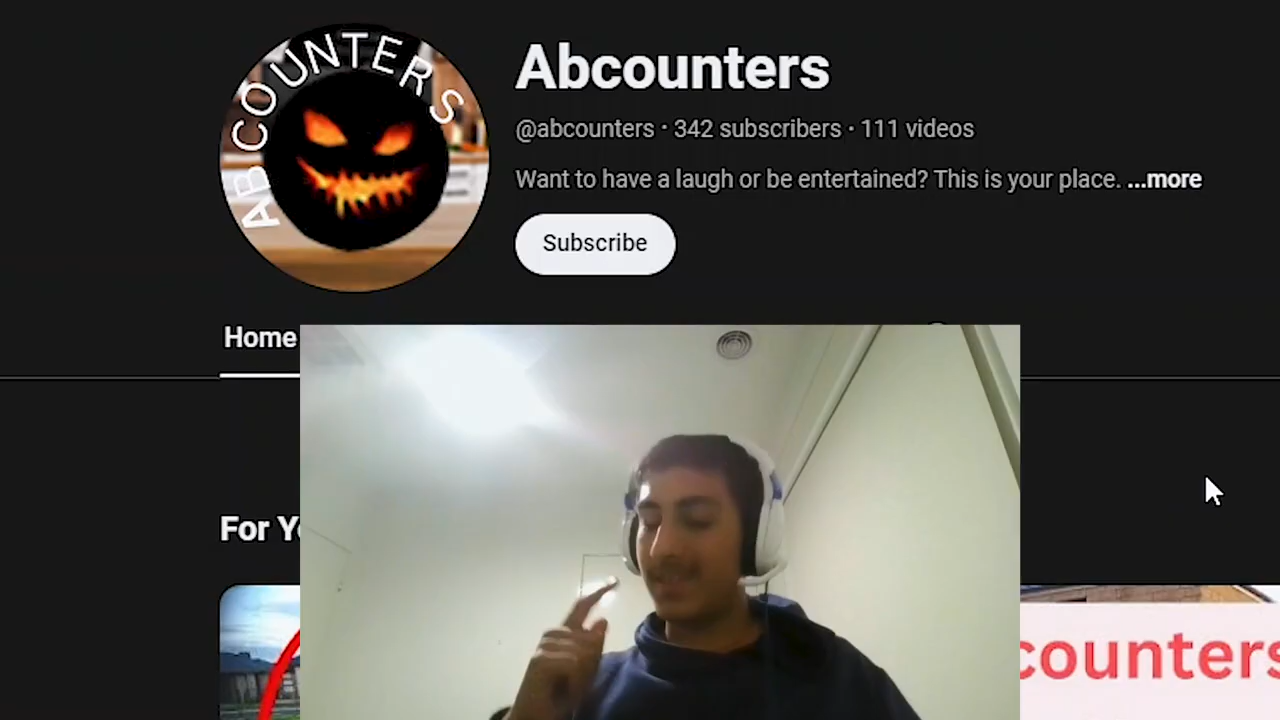 ABCOUNTERS
Abcounters
@abcounters · 342 subscribers · 111 videos
Want to have a laugh or be entertained? This is your place. ...more
Subscribe
Home
For Yo
counters